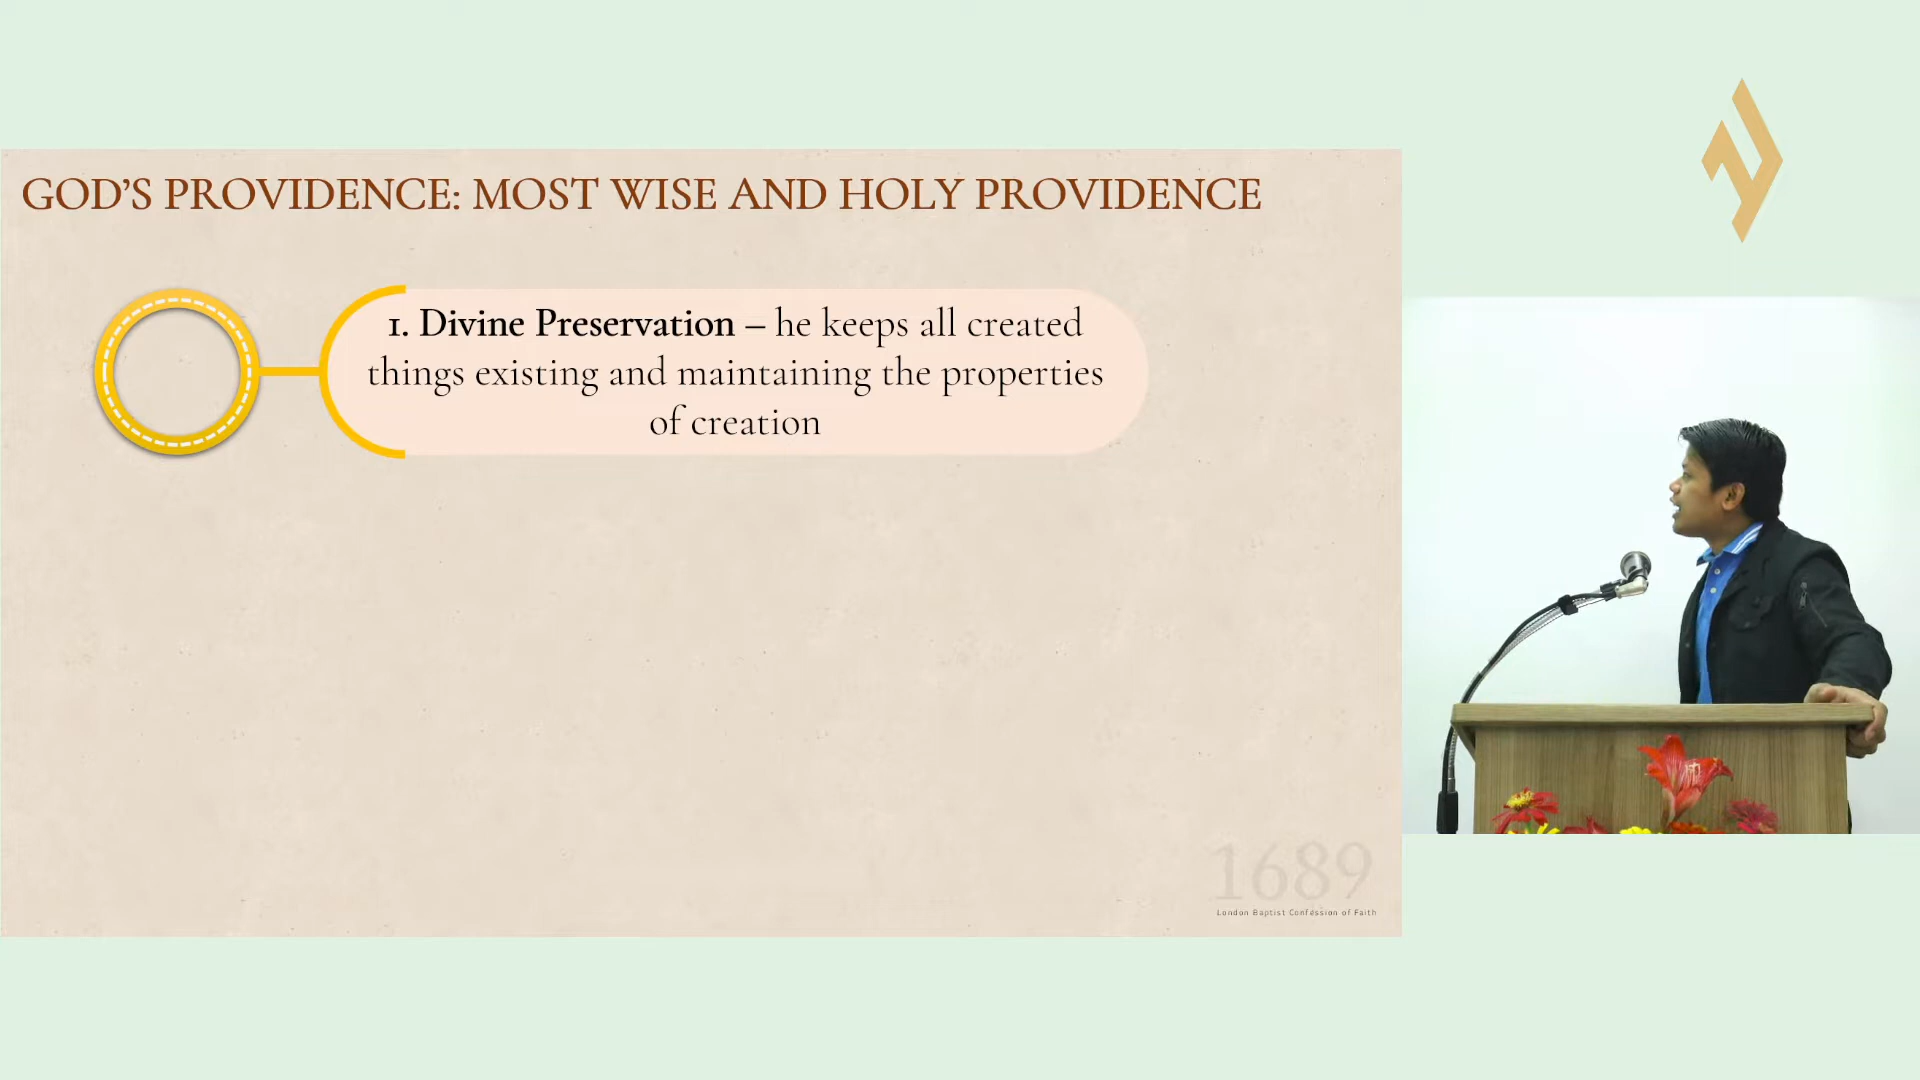 GOD’S PROVIDENCE: MOST WISE AND HOLY PROVIDENCE
1. Divine Preservation – he keeps all created
things existing and maintaining the properties
of creation
1689
London Baptist Confession of Faith